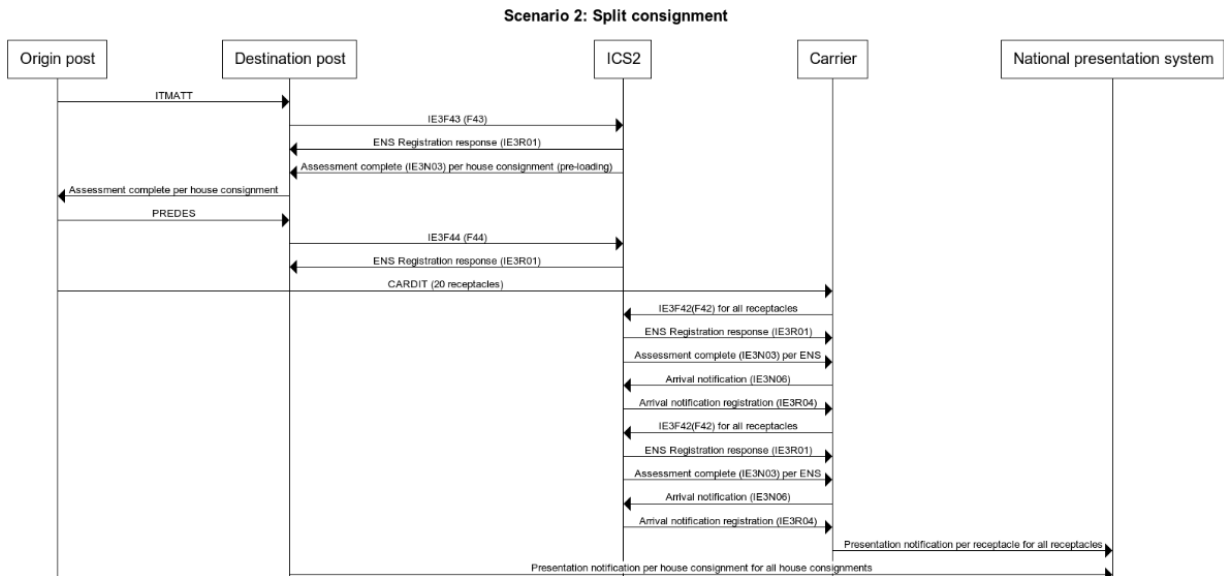 Scenario 2: Split consignment
Origin post
Destination post
ICS2
Carrier
National presentation system
ITMATT
IE3F43 (F43)
ENS Registration response (IE3R01)
Assessment complete (IE3N03) per house consignment (pre-loading)
Assessment complete per house consignment
PREDES
IE3F44 (F44)
ENS Registration response (IE3R01)
CARDIT (20 receptacles)
IE3F42(F42) for all receptacles
ENS Registration response (IE3R01)
Assessment complete (IE3N03) per ENS
Arrival notification (IE3N06)
Arrival notification registration (IE3R04)
IE3F42(F42) for all receptacles
ENS Registration response (IE3R01)
Assessment complete (IE3N03) per ENS
Arrival notification (IE3N06)
Arrival notification registration (IE3R04)
Presentation notification per receptacle for all receptacles
Presentation notification per house consignment for all house consignments